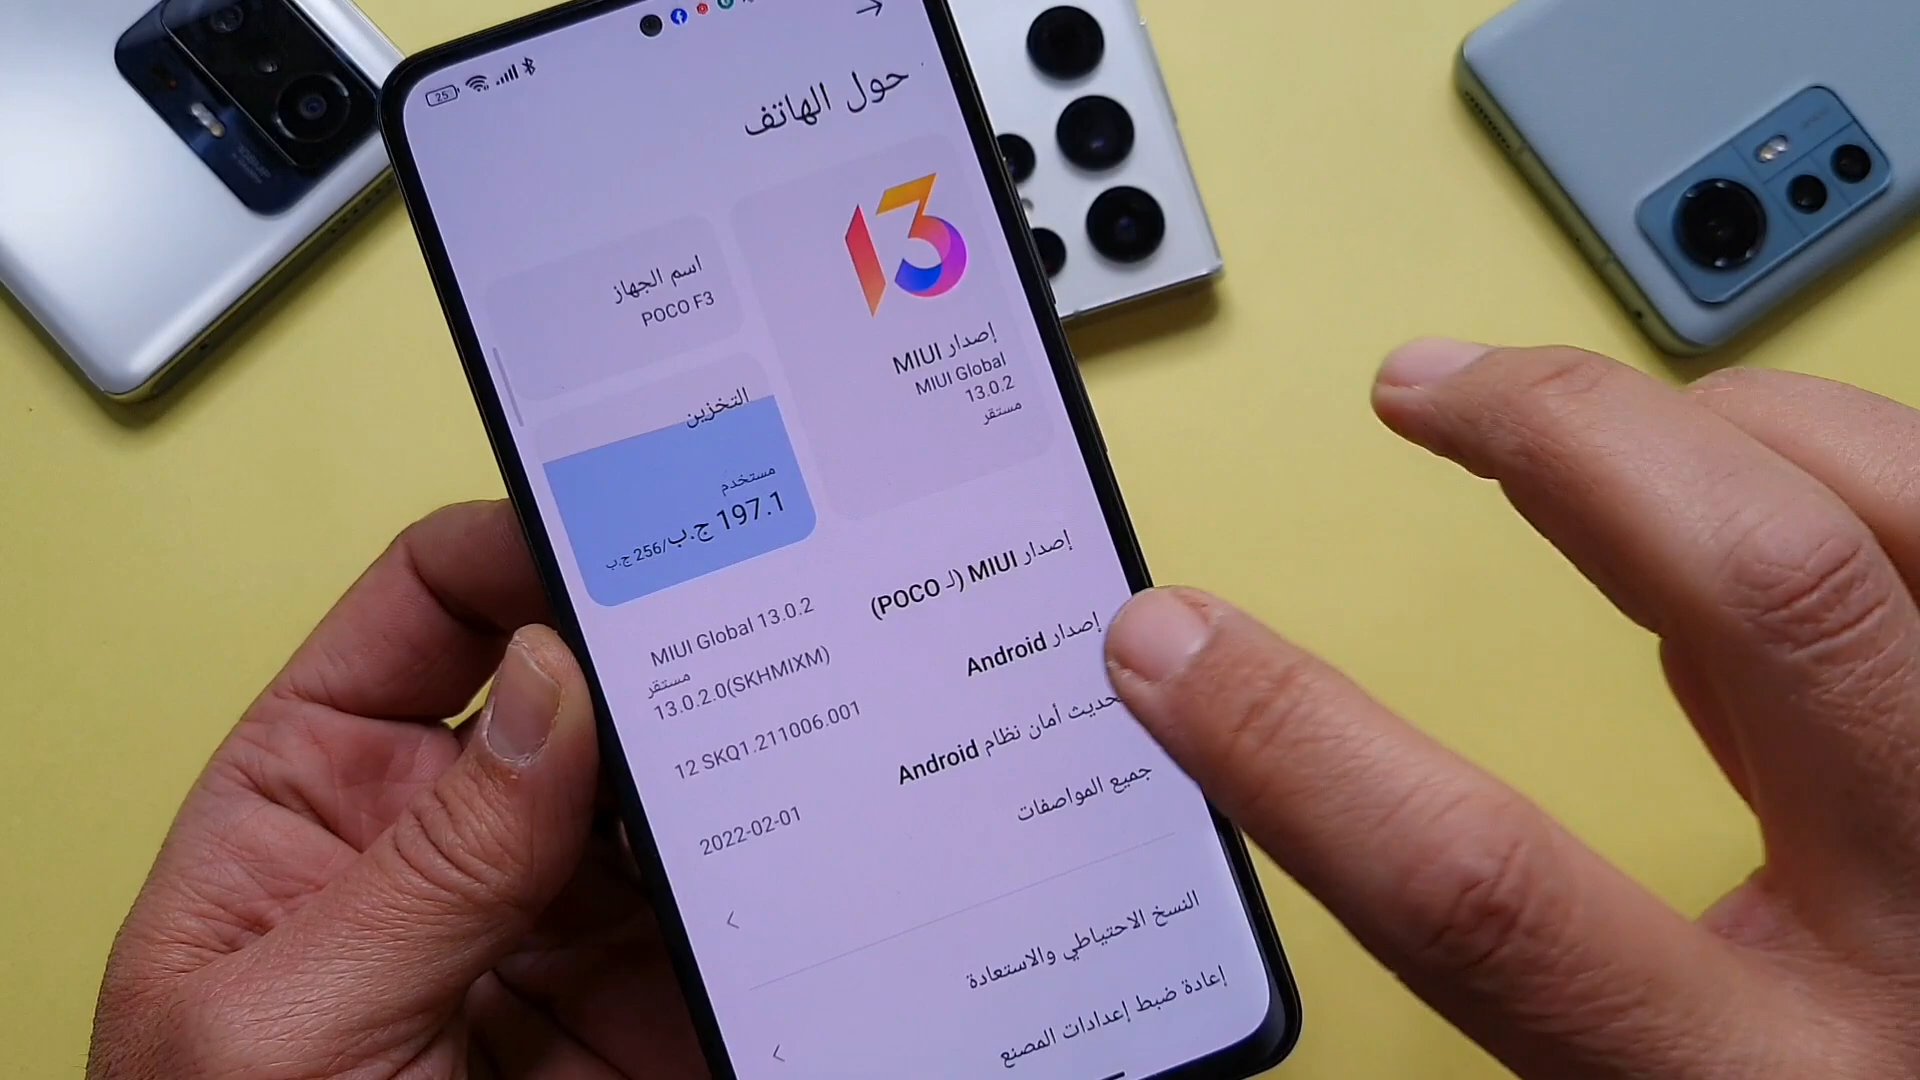 25
حول الهاتف
13
إصدار MIUI
MIUI Global
13.0.2
مستقر
اسم الجهاز
POCO F3
التخزين
مستخدم
197.1 ج.ب/256 ج.ب
إصدار MIUI (لـ POCO)
MIUI Global 13.0.2
مستقر
13.0.2.0(SKHMIXM)
إصدار Android
12 SKQ1.211006.001
تحديث أمان نظام Android
2022-02-01
جميع المواصفات
النسخ الاحتياطي والاستعادة
إعادة ضبط إعدادات المصنع